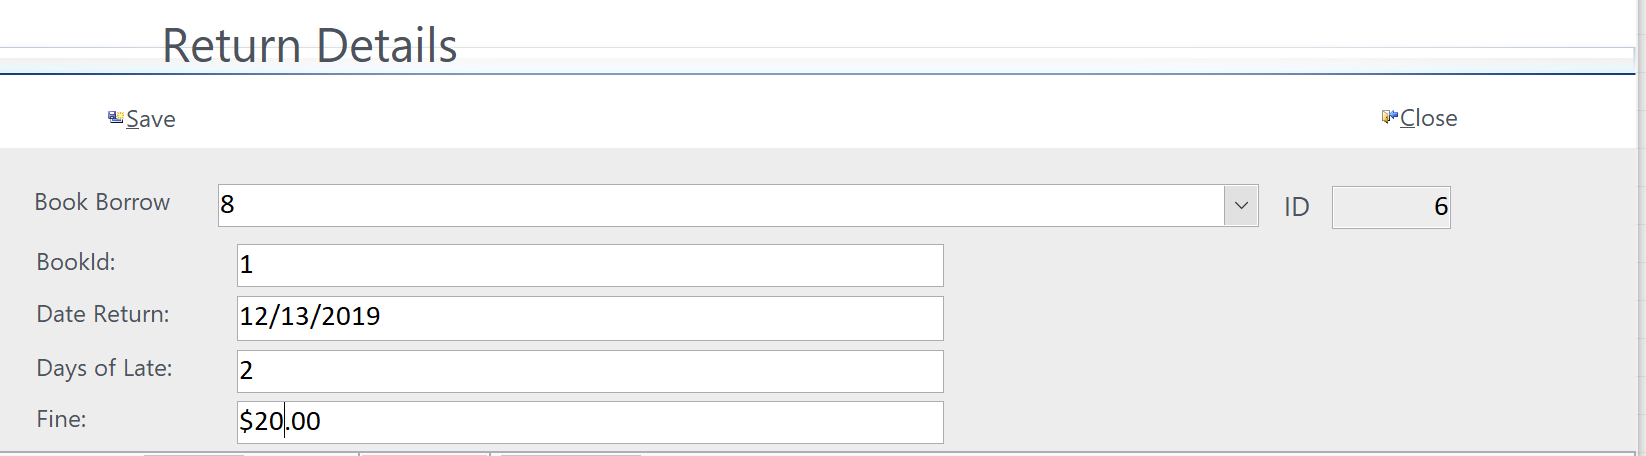 Return Details
Save Close
Book Borrow 8 ID 6
BookId: 1
Date Return: 12/13/2019
Days of Late: 2
Fine: $20.00